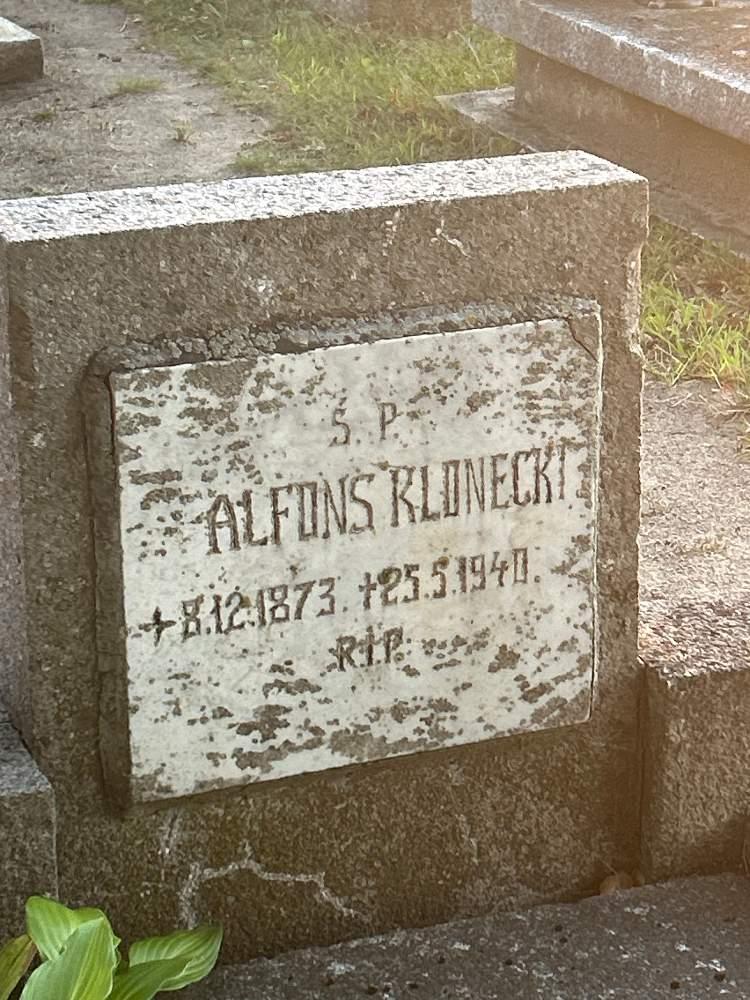 Ś. P.
ALFONS KLONECKI
+8.12.1873. +25.5.1940.
R.I.P.